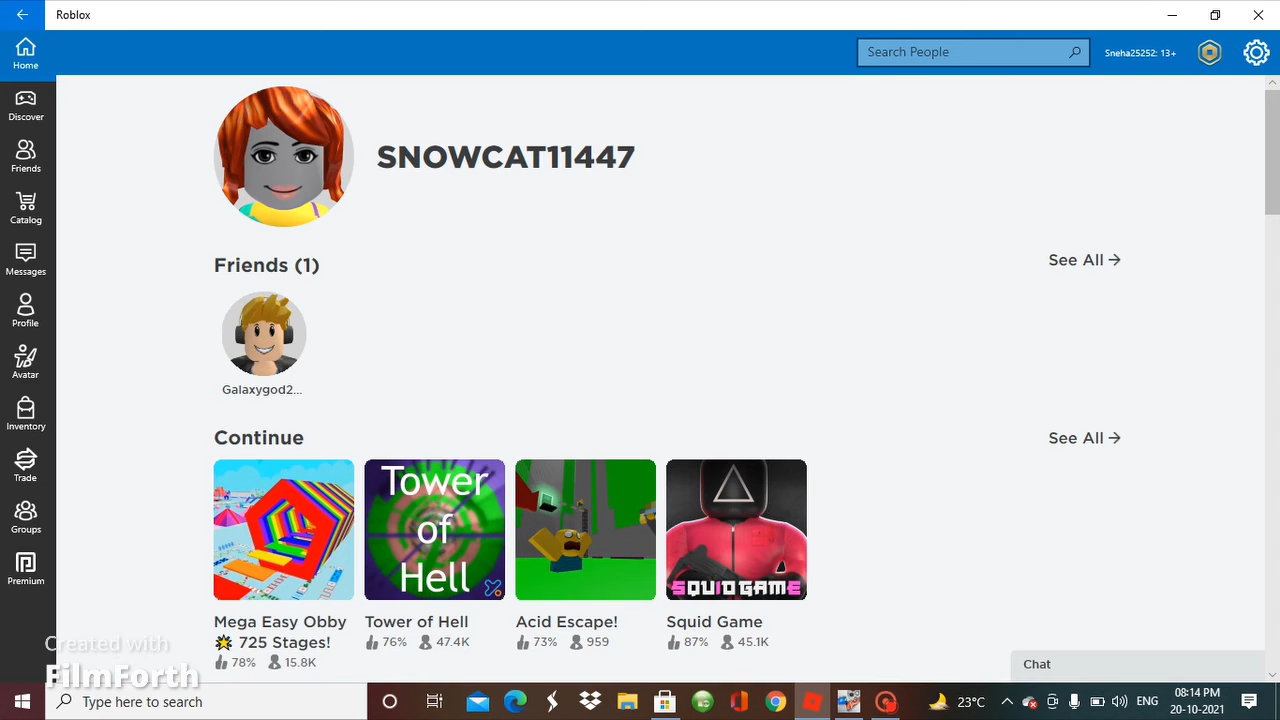 Roblox
Search People
Sneha25252: 13+
Home
Discover
Friends
Catalog
Messages
Profile
Avatar
Inventory
Trade
Groups
Premium
SNOWCAT11447
Friends (1)
See All →
Galaxygod2...
Continue
See All →
Tower
of
Hell
SQUID GAME
Mega Easy Obby
🌟 725 Stages!
78% 15.8K
Tower of Hell
76% 47.4K
Acid Escape!
73% 959
Squid Game
87% 45.1K
Created with
FilmForth
Chat
Type here to search
23°C
ENG
08:14 PM
20-10-2021